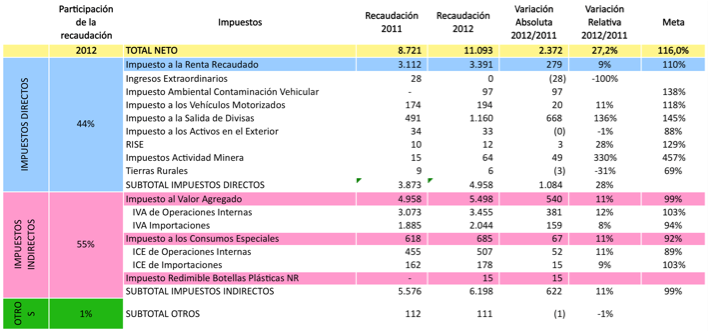 Participación de la recaudación Impuestos Recaudación 2011 Recaudación 2012 Variación Absoluta 2012/2011 Variación Relativa 2012/2011 Meta
2012 TOTAL NETO 8.721 11.093 2.372 27,2% 116,0%
IMPUESTOS DIRECTOS
44%
Impuesto a la Renta Recaudado 3.112 3.391 279 9% 110%
Ingresos Extraordinarios 28 0 (28) -100%
Impuesto Ambiental Contaminación Vehicular - 97 97 138%
Impuesto a los Vehículos Motorizados 174 194 20 11% 118%
Impuesto a la Salida de Divisas 491 1.160 668 136% 145%
Impuesto a los Activos en el Exterior 34 33 (0) -1% 88%
RISE 10 12 3 28% 129%
Impuestos Actividad Minera 15 64 49 330% 457%
Tierras Rurales 9 6 (3) -31% 69%
SUBTOTAL IMPUESTOS DIRECTOS 3.873 4.958 1.084 28%
IMPUESTOS INDIRECTOS
55%
Impuesto al Valor Agregado 4.958 5.498 540 11% 99%
IVA de Operaciones Internas 3.073 3.455 381 12% 103%
IVA Importaciones 1.885 2.044 159 8% 94%
Impuesto a los Consumos Especiales 618 685 67 11% 92%
ICE de Operaciones Internas 455 507 52 11% 89%
ICE de Importaciones 162 178 15 9% 103%
Impuesto Redimible Botellas Plásticas NR - 15 15
SUBTOTAL IMPUESTOS INDIRECTOS 5.576 6.198 622 11% 99%
OTRO
S
1% SUBTOTAL OTROS 112 111 (1) -1%